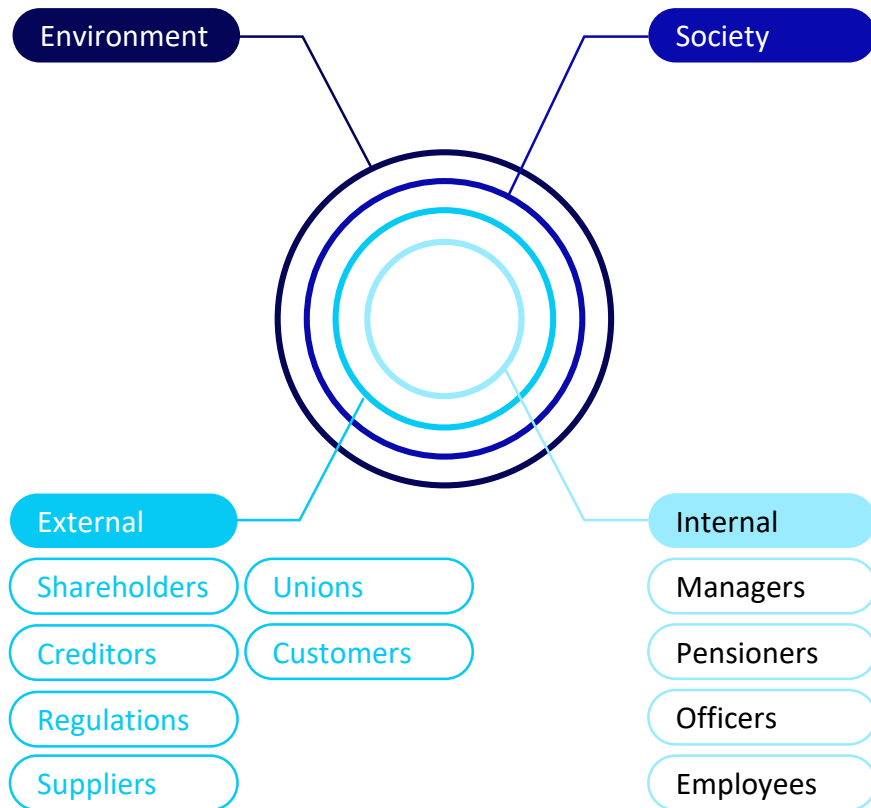 Environment
Society
External
Shareholders
Creditors
Regulations
Suppliers
Unions
Customers
Internal
Managers
Pensioners
Officers
Employees